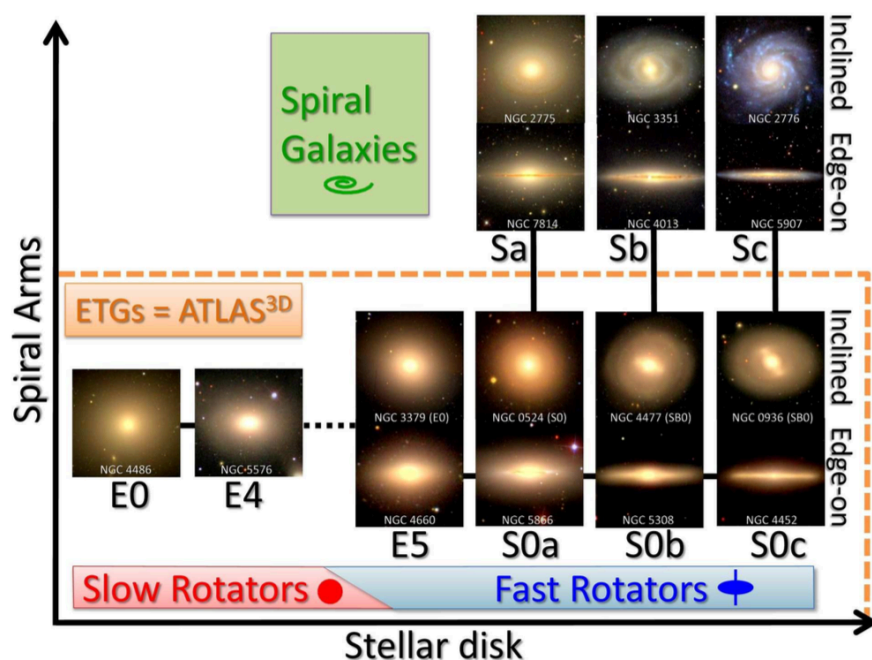 Spiral Arms
Spiral
Galaxies
NGC 2775
NGC 3351
NGC 2776
Inclined
NGC 7814
NGC 4013
NGC 5907
Edge-on
Sa
Sb
Sc
ETGs = ATLAS3D
NGC 3379 (E0)
NGC 0524 (S0)
NGC 4477 (SB0)
NGC 0936 (SB0)
Inclined
NGC 4486
NGC 5576
E0
E4
NGC 4660
NGC 5866
NGC 5308
NGC 4452
Edge-on
E5
S0a
S0b
S0c
Slow Rotators
Fast Rotators
Stellar disk